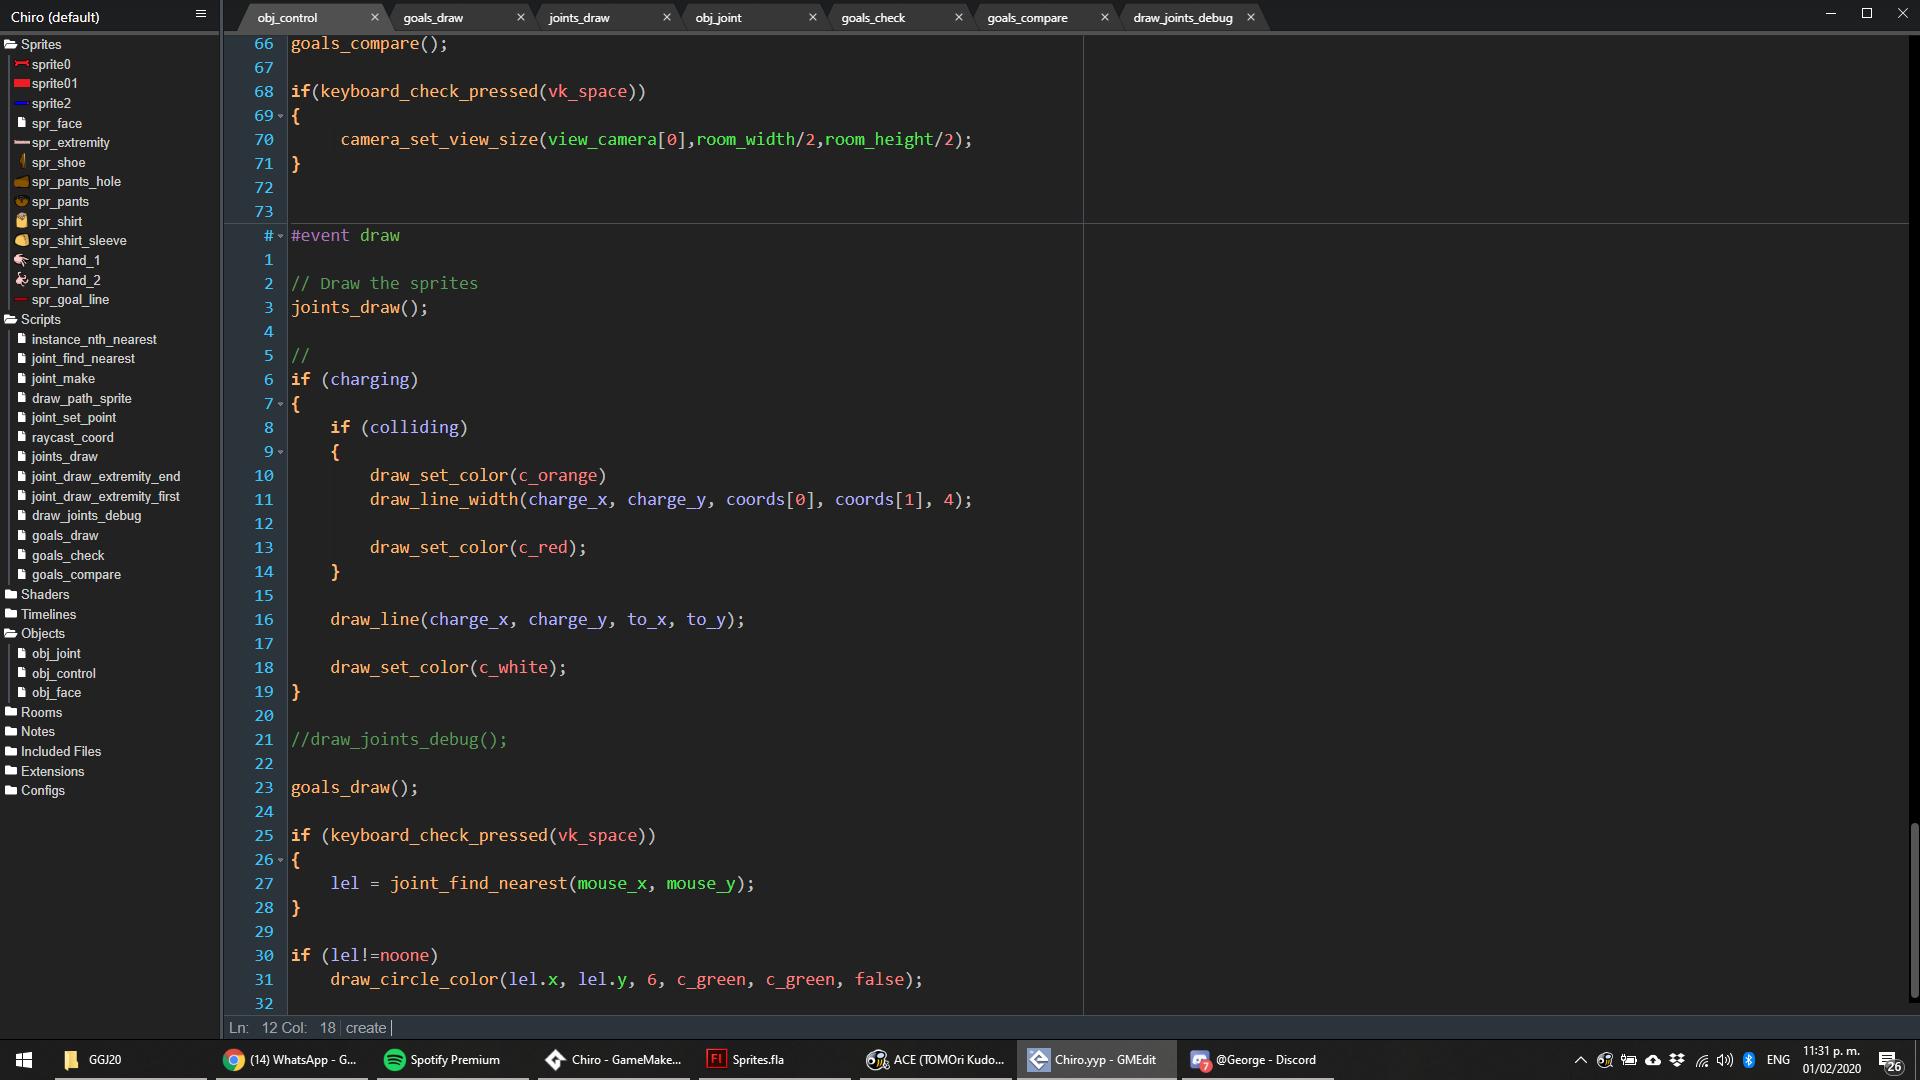 Chiro (default)
obj_control
goals_draw
joints_draw
obj_joint
goals_check
goals_compare
draw_joints_debug
Sprites
sprite0
sprite01
sprite2
spr_face
spr_extremity
spr_shoe
spr_pants_hole
spr_pants
spr_shirt
spr_shirt_sleeve
spr_hand_1
spr_hand_2
spr_goal_line
Scripts
instance_nth_nearest
joint_find_nearest
joint_make
draw_path_sprite
joint_set_point
raycast_coord
joints_draw
joint_draw_extremity_end
joint_draw_extremity_first
draw_joints_debug
goals_draw
goals_check
goals_compare
Shaders
Timelines
Objects
obj_joint
obj_control
obj_face
Rooms
Notes
Included Files
Extensions
Configs
66 goals_compare();
67
68 if(keyboard_check_pressed(vk_space))
69 {
70 camera_set_view_size(view_camera[0],room_width/2,room_height/2);
71 }
72
73
# #event draw
1
2 // Draw the sprites
3 joints_draw();
4
5 //
6 if (charging)
7 {
8 if (colliding)
9 {
10 draw_set_color(c_orange)
11 draw_line_width(charge_x, charge_y, coords[0], coords[1], 4);
12
13 draw_set_color(c_red);
14 }
15
16 draw_line(charge_x, charge_y, to_x, to_y);
17
18 draw_set_color(c_white);
19 }
20
21 //draw_joints_debug();
22
23 goals_draw();
24
25 if (keyboard_check_pressed(vk_space))
26 {
27 lel = joint_find_nearest(mouse_x, mouse_y);
28 }
29
30 if (lel!=noone)
31 draw_circle_color(lel.x, lel.y, 6, c_green, c_green, false);
32
Ln: 12 Col: 18 create
GGJ20
(14) WhatsApp - G...
Spotify Premium
Chiro - GameMake...
Fl
Sprites.fla
ACE (TOMOri Kudo...
Chiro.yyp - GMEdit
7
@George - Discord
ENG
11:31 p. m.
01/02/2020
26